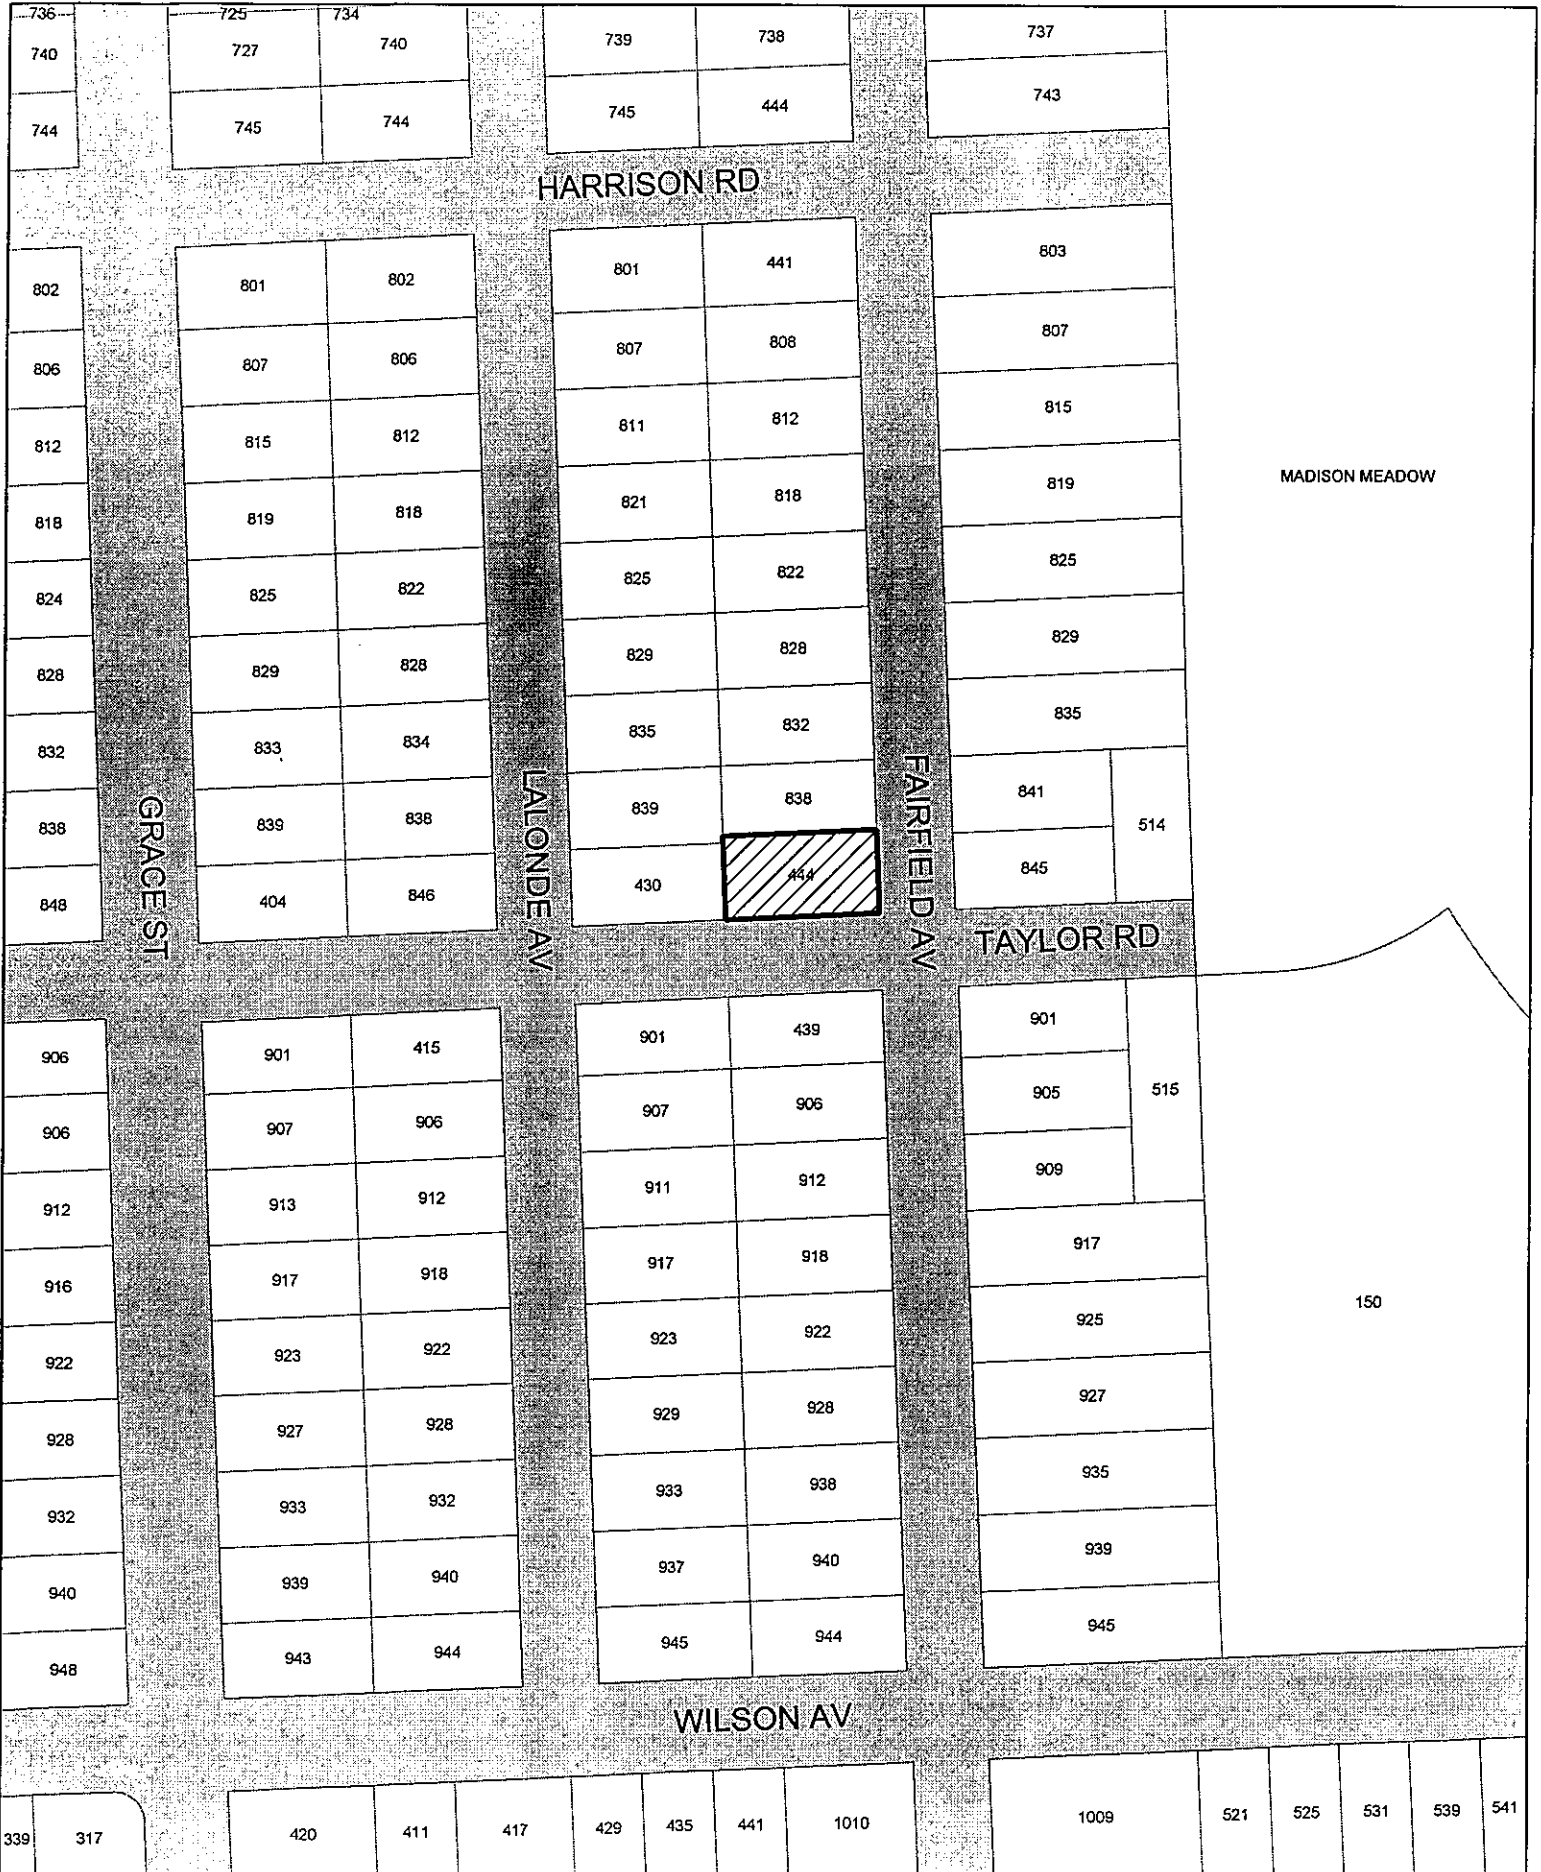 736 725 734
740 727 740 739 738 737
744 745 744 745 444 743
HARRISON RD
802 801 802 801 441 803
806 807 806 807 808 807
812 815 812 811 812 815
MADISON MEADOW
818 819 818 821 818 819
824 825 822 825 822 825
828 829 828 829 828 829
832 833 834 835 832 835
838 839 838 839 838 841
514
848 404 846 430 444 845
GRACE ST
LALONDE AV
FAIRFIELD AV
TAYLOR RD
906 901 415 901 439 901
906 907 906 907 906 905
515
912 913 912 911 912 909
916 917 918 917 918 917
150
922 923 922 923 922 925
928 927 928 929 928 927
932 933 932 933 938 935
940 939 940 937 940 939
948 943 944 945 944 945
WILSON AV
339 317 420 411 417 429 435 441 1010 1009 521 525 531 539 541